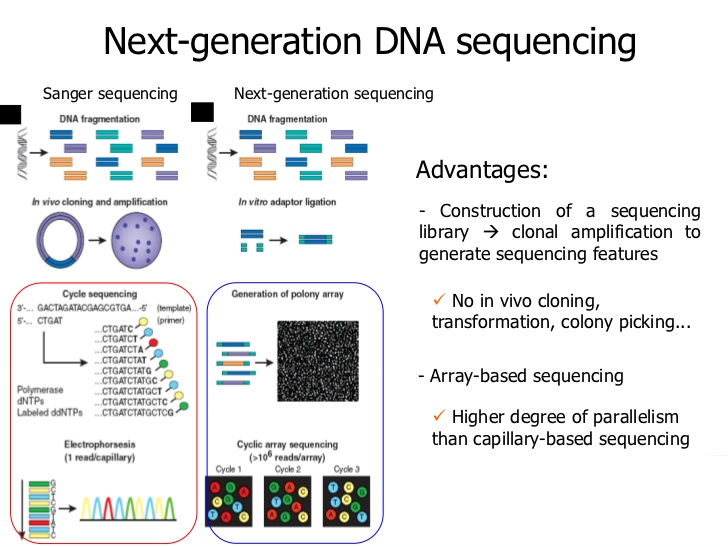 Next-generation DNA sequencing
Sanger sequencing
DNA fragmentation
In vivo cloning and amplification
Cycle sequencing
3'-... GACTAGATACGAGCGTGA...-5' (template)
5'-... CTGAT (primer)
...CTGATC
...CTGATCT
...CTGATCTA
...CTGATCTAT
...CTGATCTATG
...CTGATCTATGC
...CTGATCTATGCT
...CTGATCTATGCTC
...CTGATCTATGCTCG
Polymerase
dNTPs
Labeled ddNTPs
Electrophorsesis
(1 read/capillary)
Next-generation sequencing
DNA fragmentation
In vitro adaptor ligation
Generation of polony array
Cyclic array sequencing
(>10⁶ reads/array)
Cycle 1 Cycle 2 Cycle 3
Advantages:
- Construction of a sequencing
library → clonal amplification to
generate sequencing features
✓ No in vivo cloning,
transformation, colony picking...
- Array-based sequencing
✓ Higher degree of parallelism
than capillary-based sequencing